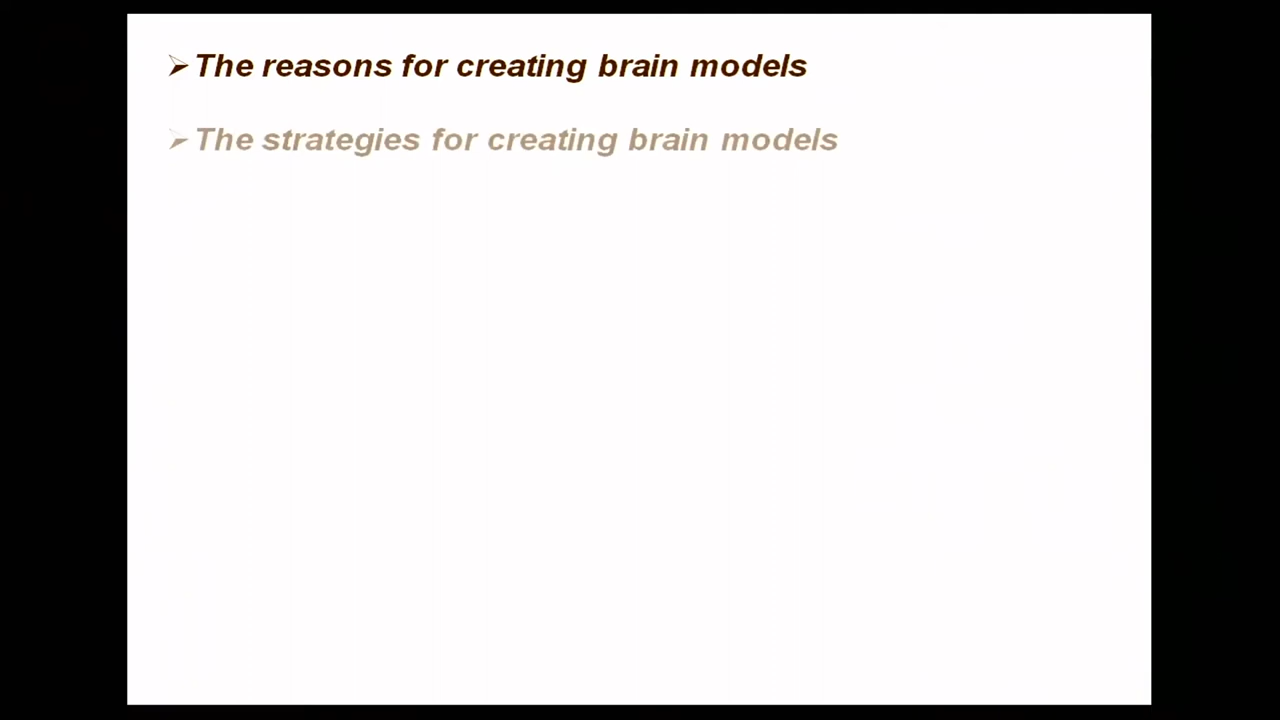 The reasons for creating brain models
The strategies for creating brain models